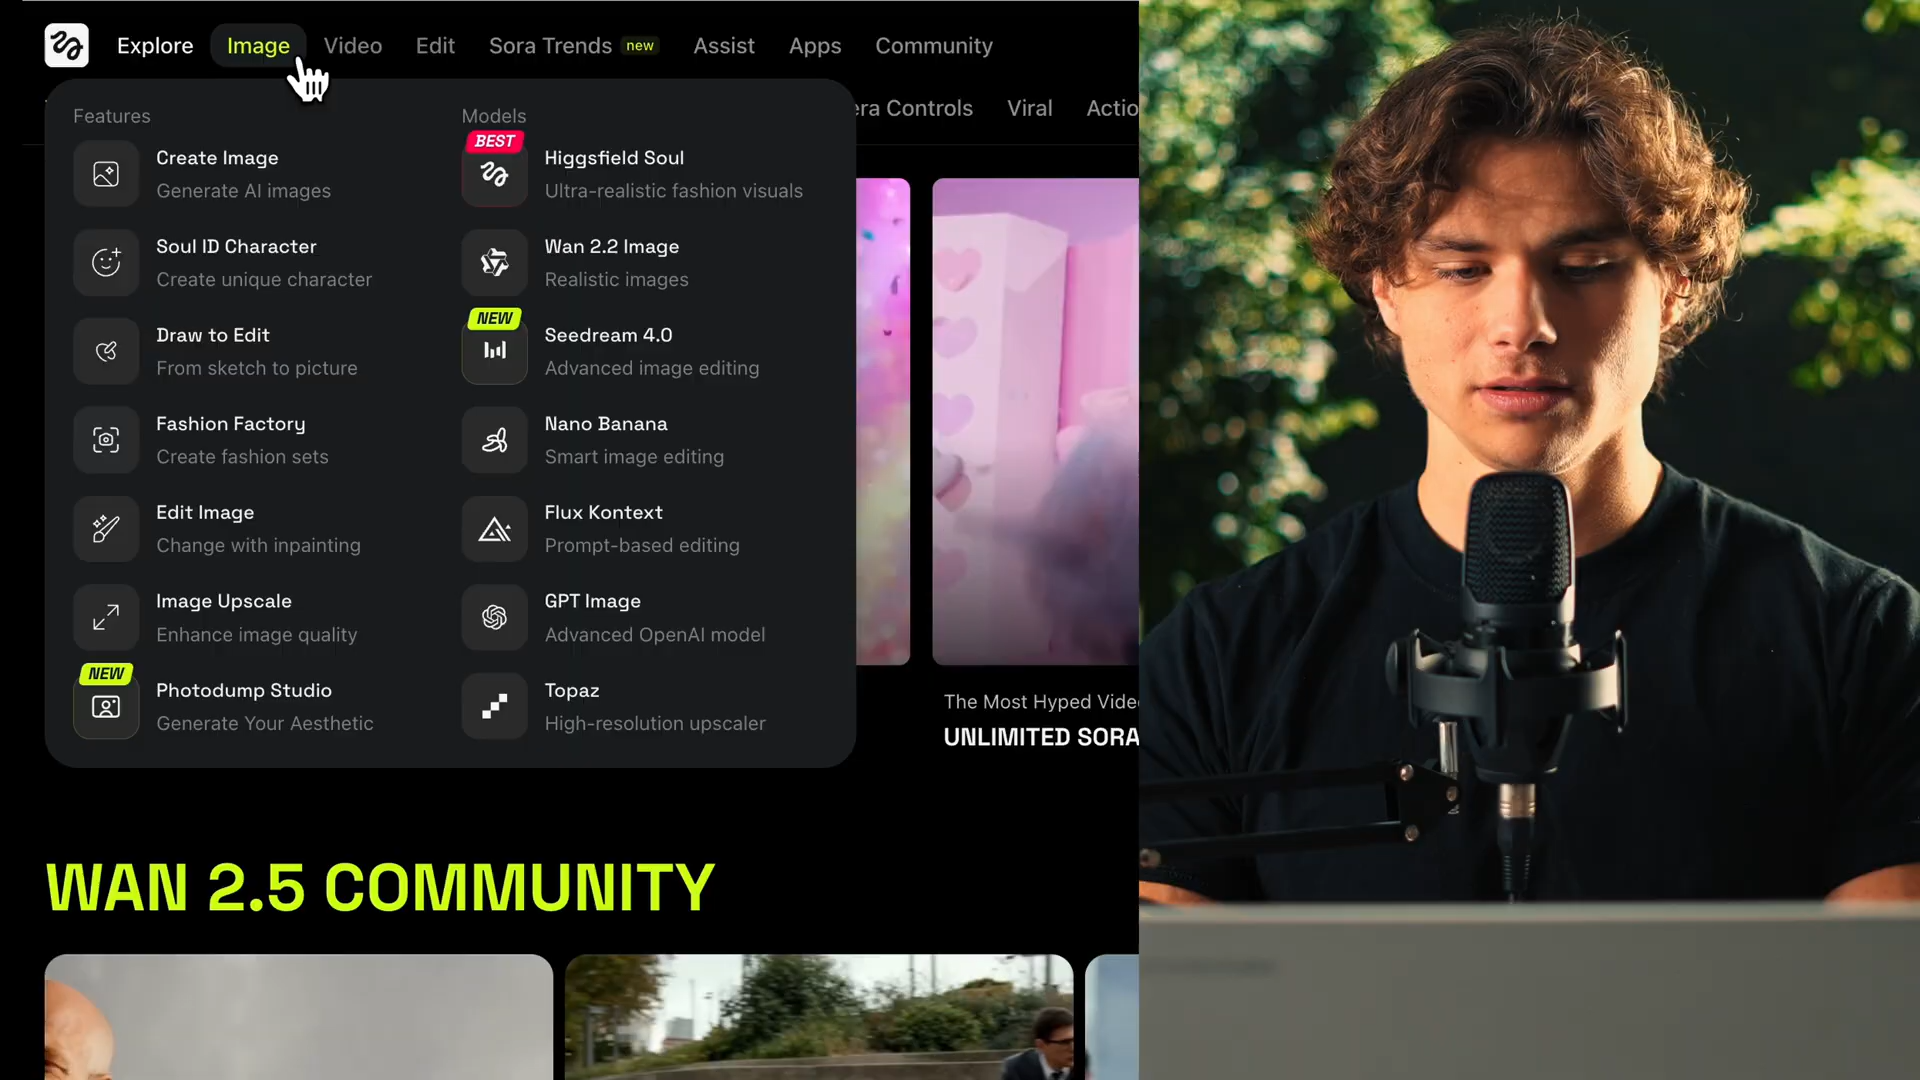 Explore Image Video Edit Sora Trends new Assist Apps Community
era Controls Viral Actio
Features
Create Image
Generate AI images
Soul ID Character
Create unique character
Draw to Edit
From sketch to picture
Fashion Factory
Create fashion sets
Edit Image
Change with inpainting
Image Upscale
Enhance image quality
NEW
Photodump Studio
Generate Your Aesthetic
Models
BEST
Higgsfield Soul
Ultra-realistic fashion visuals
Wan 2.2 Image
Realistic images
NEW
Seedream 4.0
Advanced image editing
Nano Banana
Smart image editing
Flux Kontext
Prompt-based editing
GPT Image
Advanced OpenAI model
Topaz
High-resolution upscaler
The Most Hyped Vide
UNLIMITED SORA
WAN 2.5 COMMUNITY